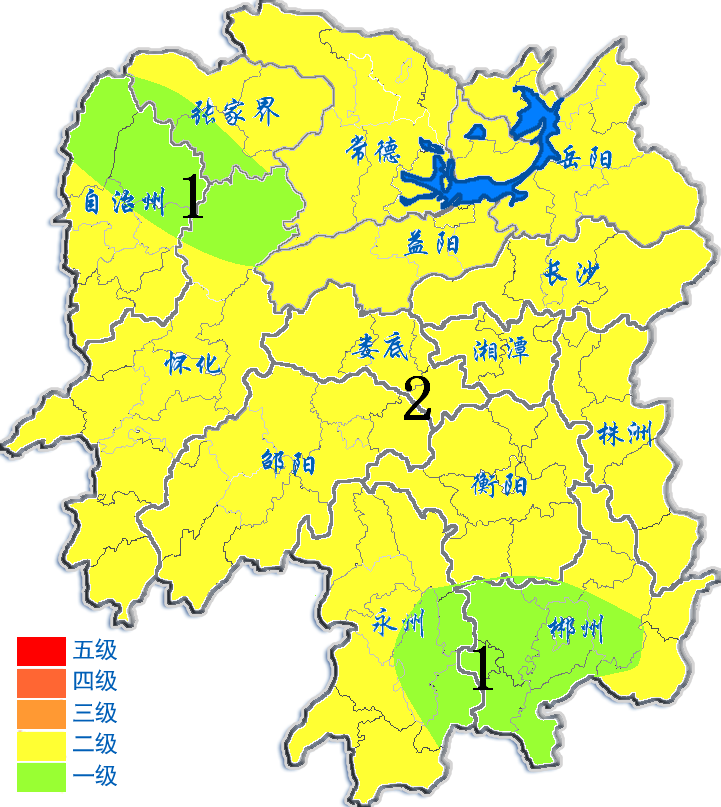 张家界
常德
岳阳
自治州
1
益阳
长沙
怀化
娄底
湘潭
2
株洲
邵阳
衡阳
永州
郴州
1
五级
四级
三级
二级
一级